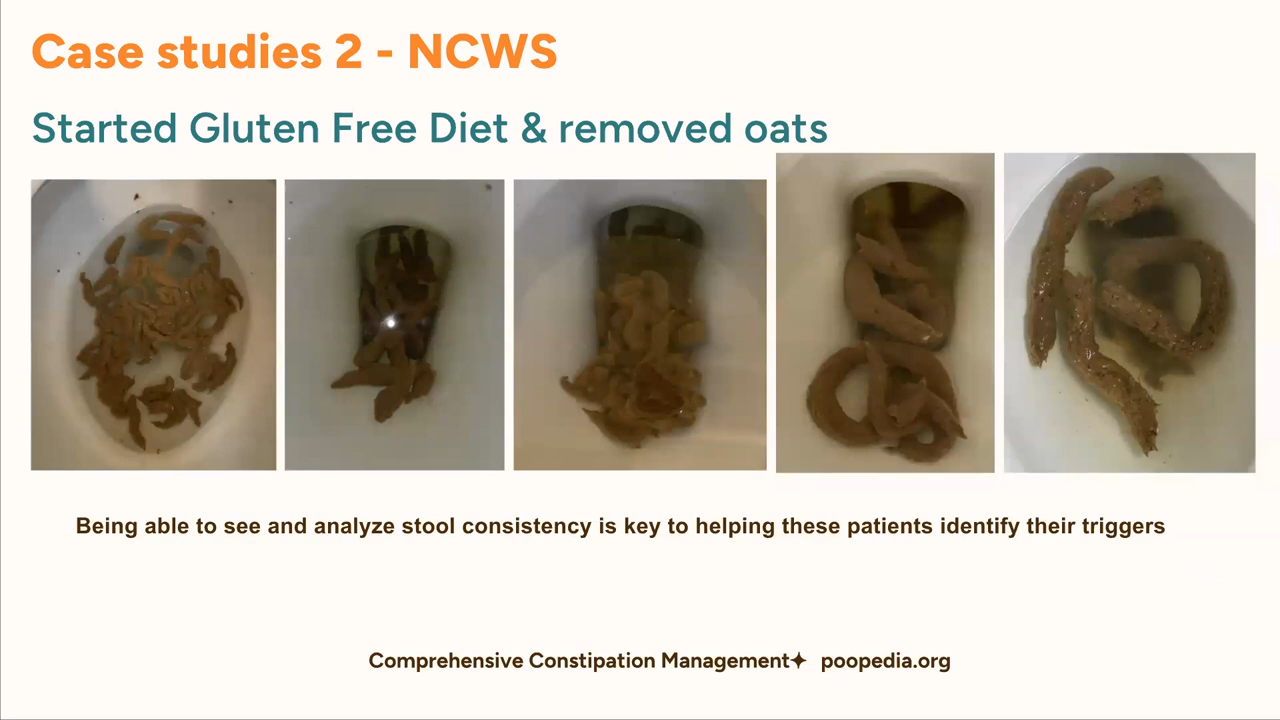 Case studies 2 - NCWS
Started Gluten Free Diet & removed oats
Being able to see and analyze stool consistency is key to helping these patients identify their triggers
Comprehensive Constipation Management✦ poopedia.org